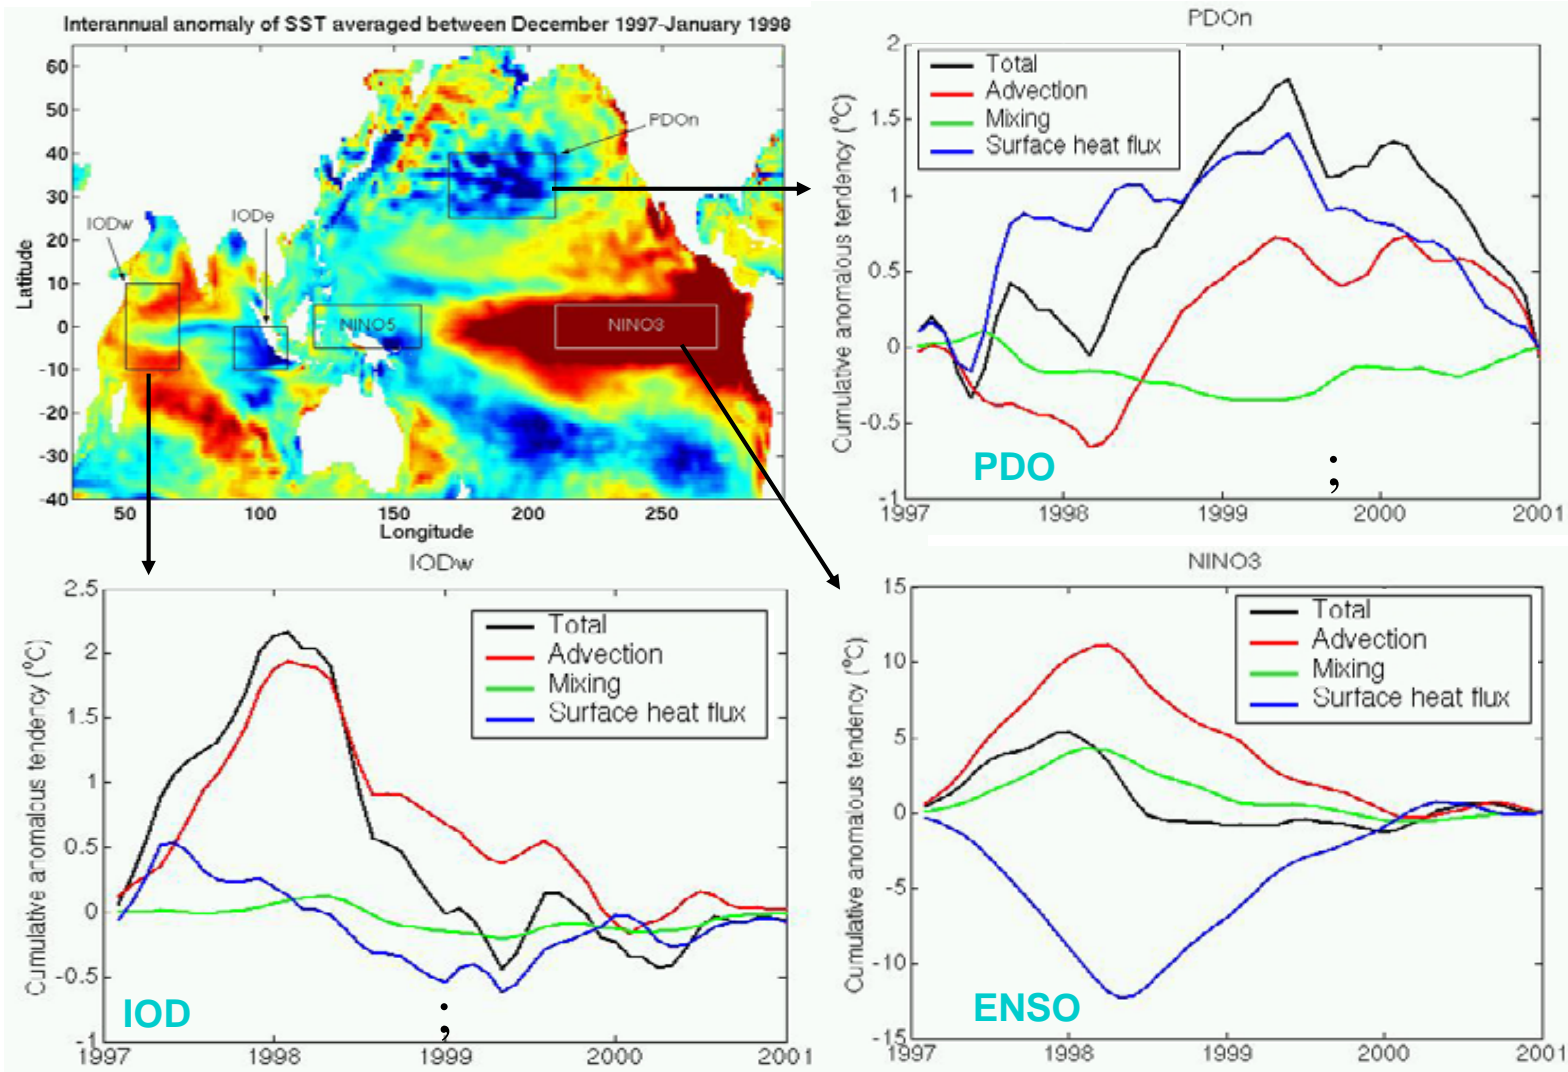 Interannual anomaly of SST averaged between December 1997-January 1998
60
50
40
30
20
10
0
-10
-20
-30
-40
Latitude
50
100
150
200
250
Longitude
PDOn
IODw
IODe
NINO5
NINO3
PDOn
2
1.5
1
0.5
0
-0.5
-1
Cumulative anomalous tendency (°C)
Total
Advection
Mixing
Surface heat flux
PDO
;
1997
1998
1999
2000
2001
IODw
2.5
2
1.5
1
0.5
0
-0.5
-1
Cumulative anomalous tendency (°C)
Total
Advection
Mixing
Surface heat flux
IOD
;
1997
1998
1999
2000
2001
NINO3
15
10
5
0
-5
-10
-15
Cumulative anomalous tendency (°C)
Total
Advection
Mixing
Surface heat flux
ENSO
1997
1998
1999
2000
2001